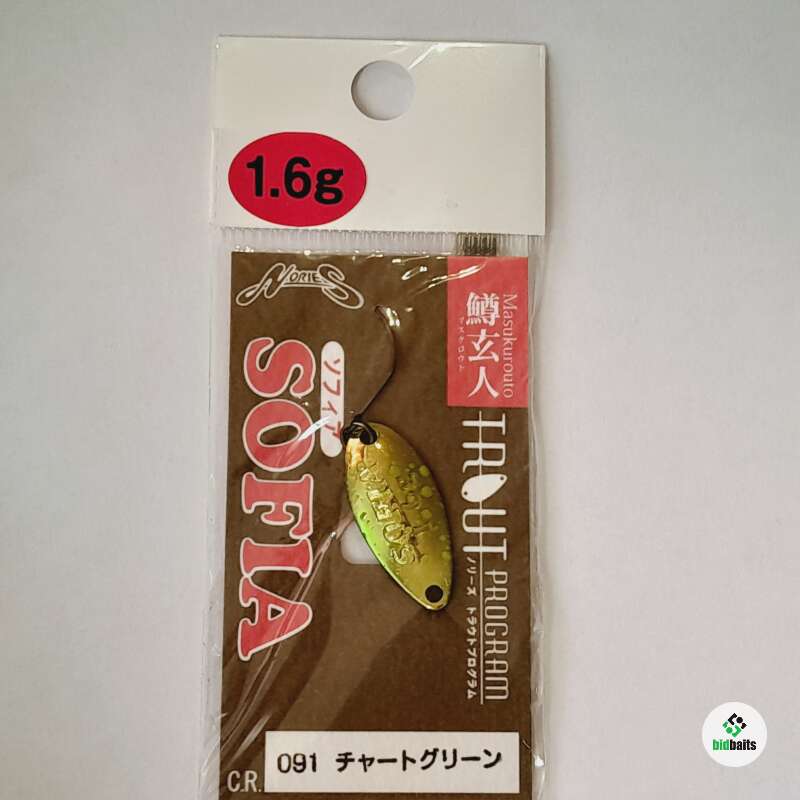 1.6g
NORIES
ソフィア
SOFIA
Masukurouto
鱒玄人
マスクロウト
TROUT PROGRAM
ノリーズ トラウトプログラム
SOFIA
C.R. 091 チャートグリーン
bidbaits